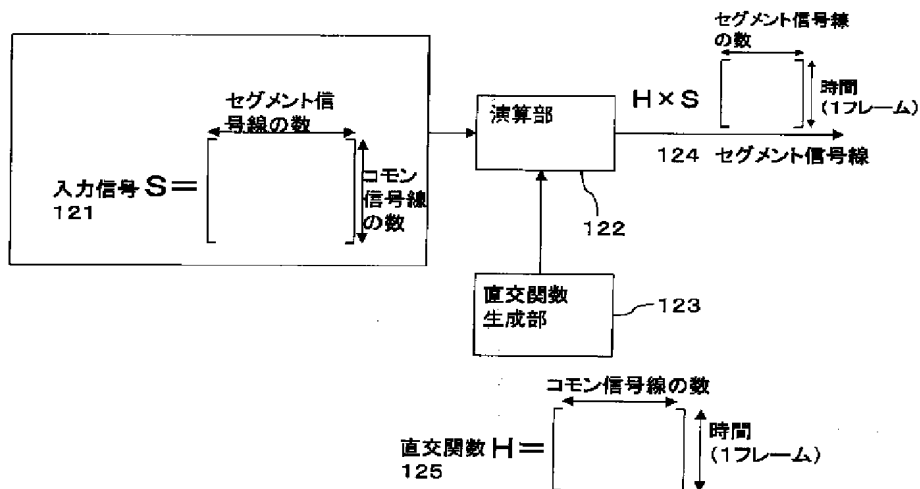 セグメント信号線
の数
時間
(1フレーム)
H×S
124 セグメント信号線
演算部
122
セグメント信
号線の数
入力信号 S=
121
コモン
信号線
の数
直交関数
生成部
123
コモン信号線の数
直交関数 H=
125
時間
(1フレーム)